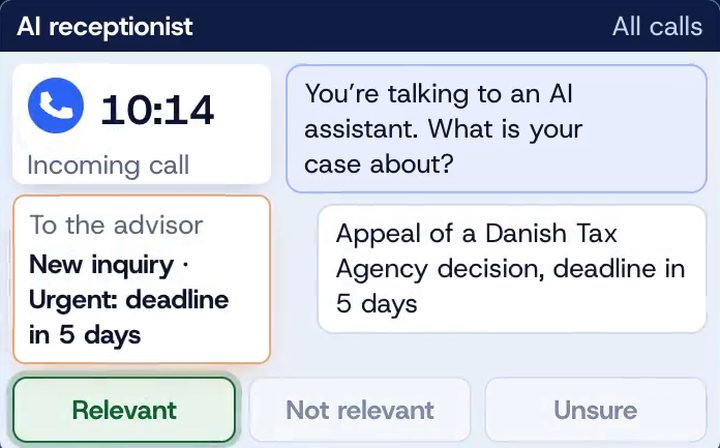 AI receptionist
All calls
10:14
Incoming call
You're talking to an AI
assistant. What is your
case about?
To the advisor
New inquiry ·
Urgent: deadline
in 5 days
Appeal of a Danish Tax
Agency decision, deadline in
5 days
Relevant
Not relevant
Unsure